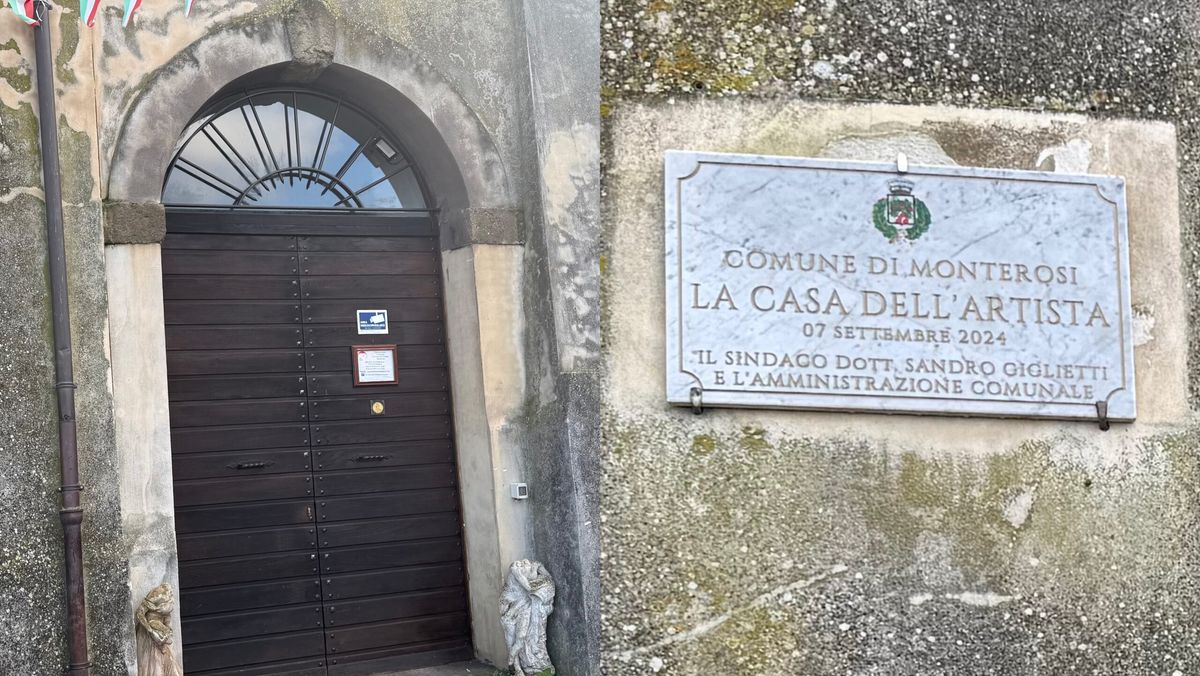 COMUNE DI MONTEROSI
LA CASA DELL'ARTISTA
07 SETTEMBRE 2024
IL SINDACO DOTT. SANDRO GIGLIETTI
E L'AMMINISTRAZIONE COMUNALE